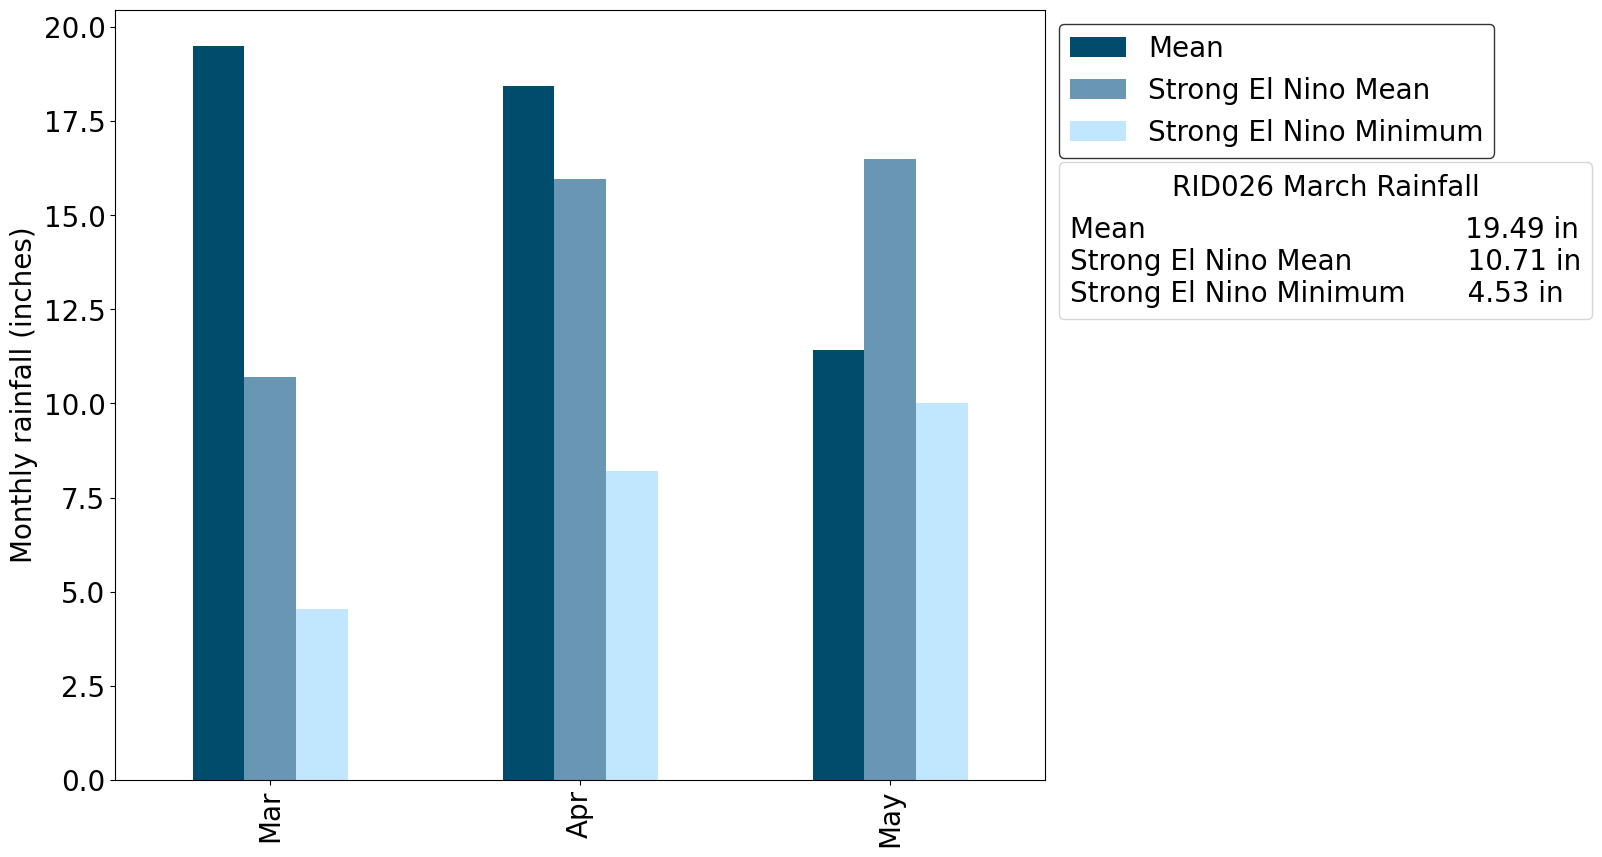 20.0
17.5
15.0
12.5
10.0
7.5
5.0
2.5
0.0
Monthly rainfall (inches)
Mar
Apr
May
Mean
Strong El Nino Mean
Strong El Nino Minimum
RID026 March Rainfall
Mean 19.49 in
Strong El Nino Mean 10.71 in
Strong El Nino Minimum 4.53 in